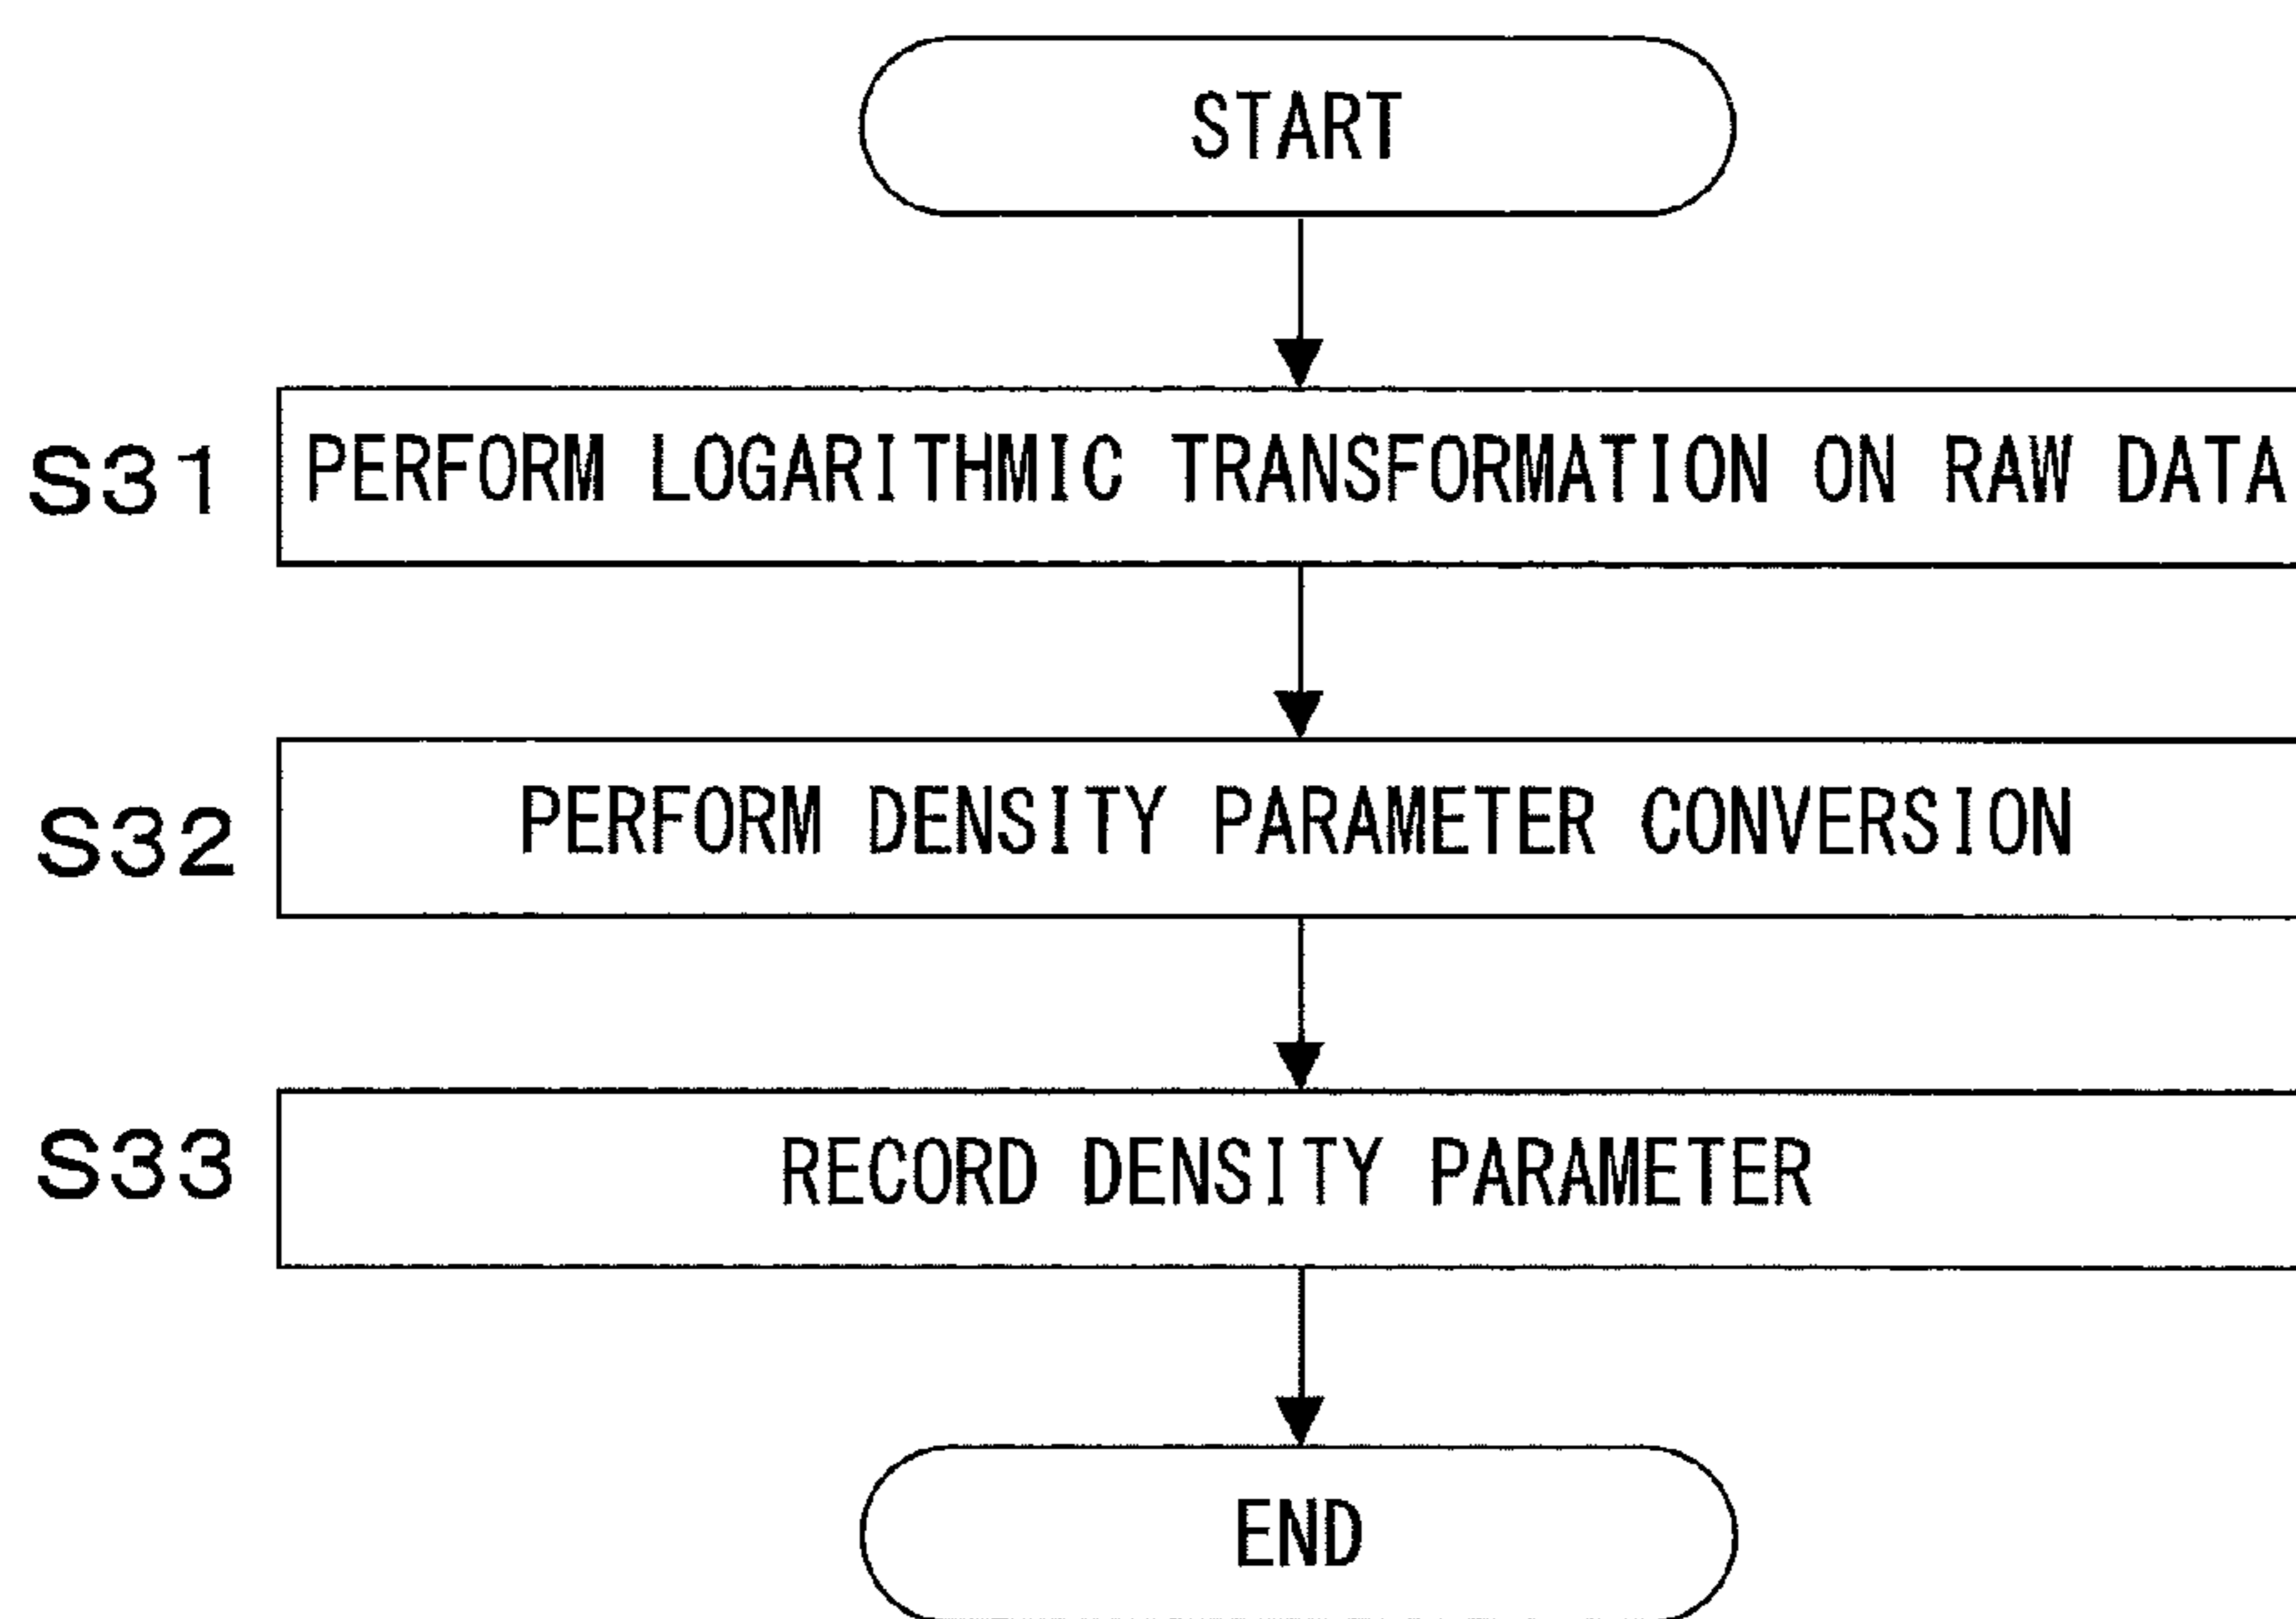 START
S31 PERFORM LOGARITHMIC TRANSFORMATION ON RAW DATA
S32 PERFORM DENSITY PARAMETER CONVERSION
S33 RECORD DENSITY PARAMETER
END